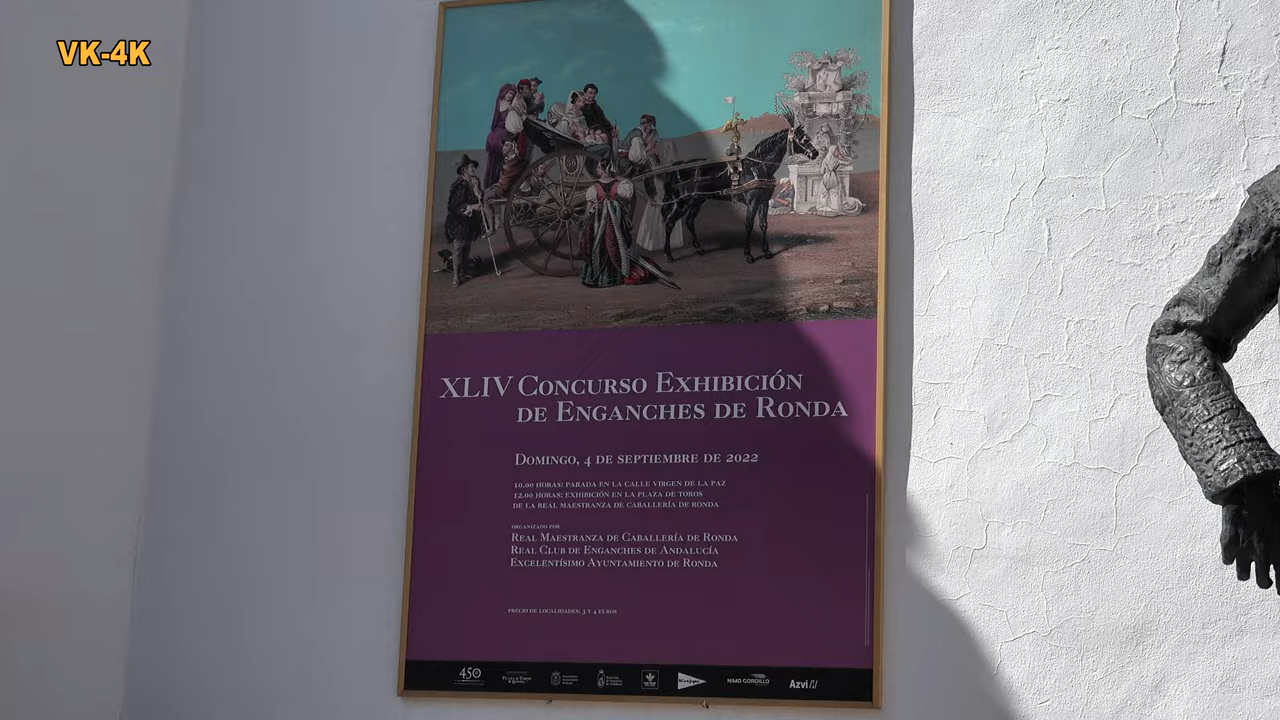 VK-4K
XLIV CONCURSO EXHIBICIÓN
DE ENGANCHES DE RONDA
DOMINGO, 4 DE SEPTIEMBRE DE 2022
10.00 HORAS: PARADA EN LA CALLE VIRGEN DE LA PAZ
12.00 HORAS: EXHIBICIÓN EN LA PLAZA DE TOROS
DE LA REAL MAESTRANZA DE CABALLERÍA DE RONDA
ORGANIZADO POR
REAL MAESTRANZA DE CABALLERÍA DE RONDA
REAL CLUB DE ENGANCHES DE ANDALUCÍA
EXCELENTÍSIMO AYUNTAMIENTO DE RONDA
PRECIO DE LOCALIDADES: 3 Y 4 EUROS
450
NIMO GORDILLO
Azvi